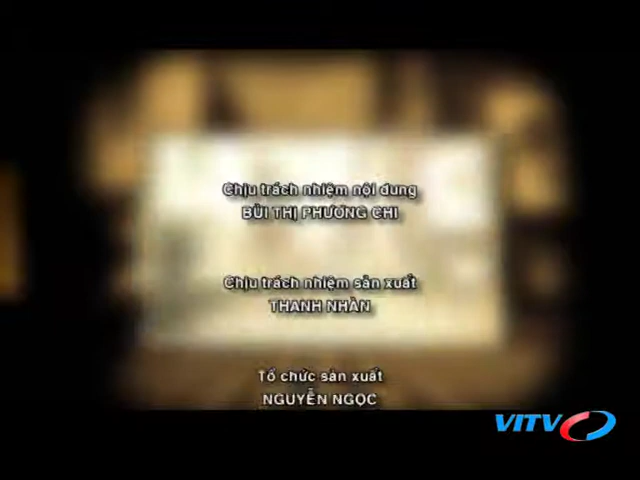 Chịu trách nhiệm nội dung
BÙI THỊ PHƯƠNG CHI
Chịu trách nhiệm sản xuất
THANH NHÀN
Tổ chức sản xuất
NGUYỄN NGỌC
VITV